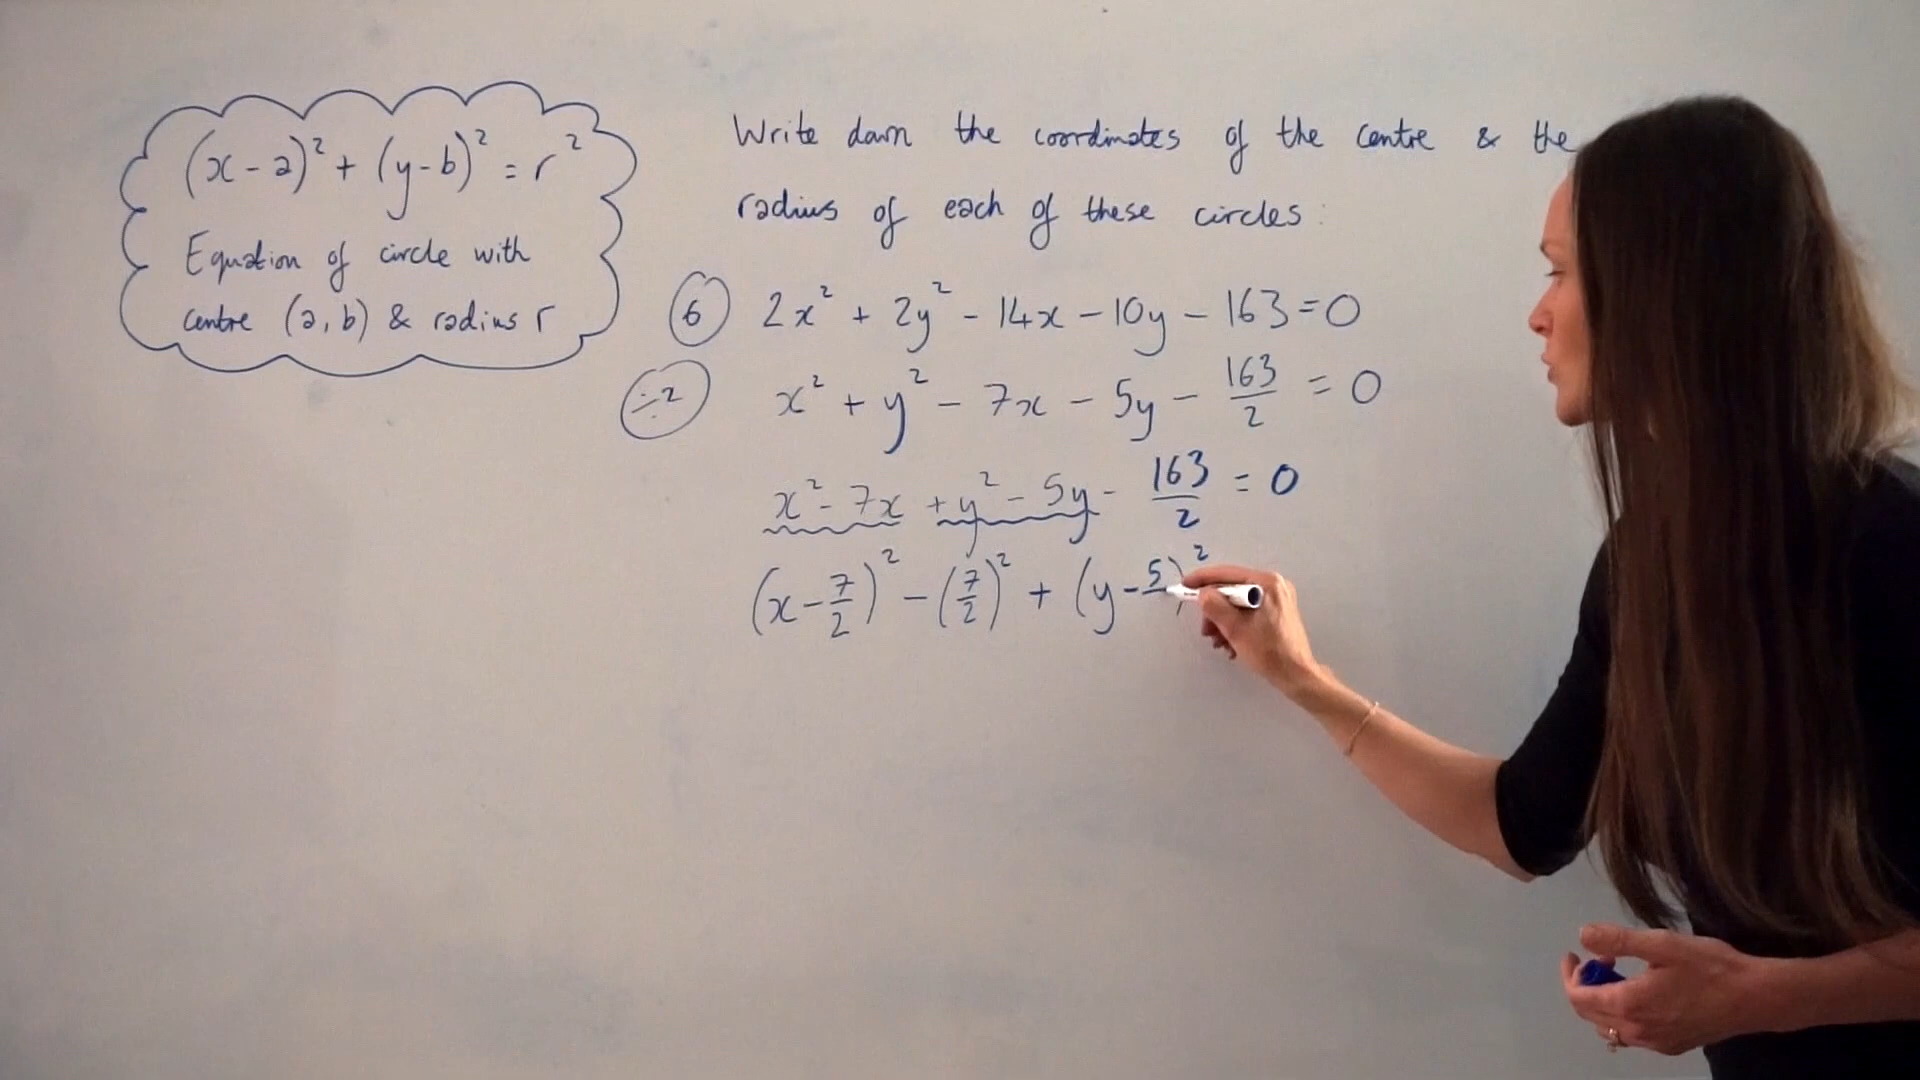 (x-a)² + (y-b)² = r²
Equation of circle with
centre (a, b) & radius r
Write down the coordinates of the centre & the
radius of each of these circles:
⑥ 2x² + 2y² - 14x - 10y - 163 = 0
÷2 x² + y² - 7x - 5y - 163/2 = 0
x² - 7x + y² - 5y - 163/2 = 0
(x - 7/2)² - (7/2)² + (y - 5)²